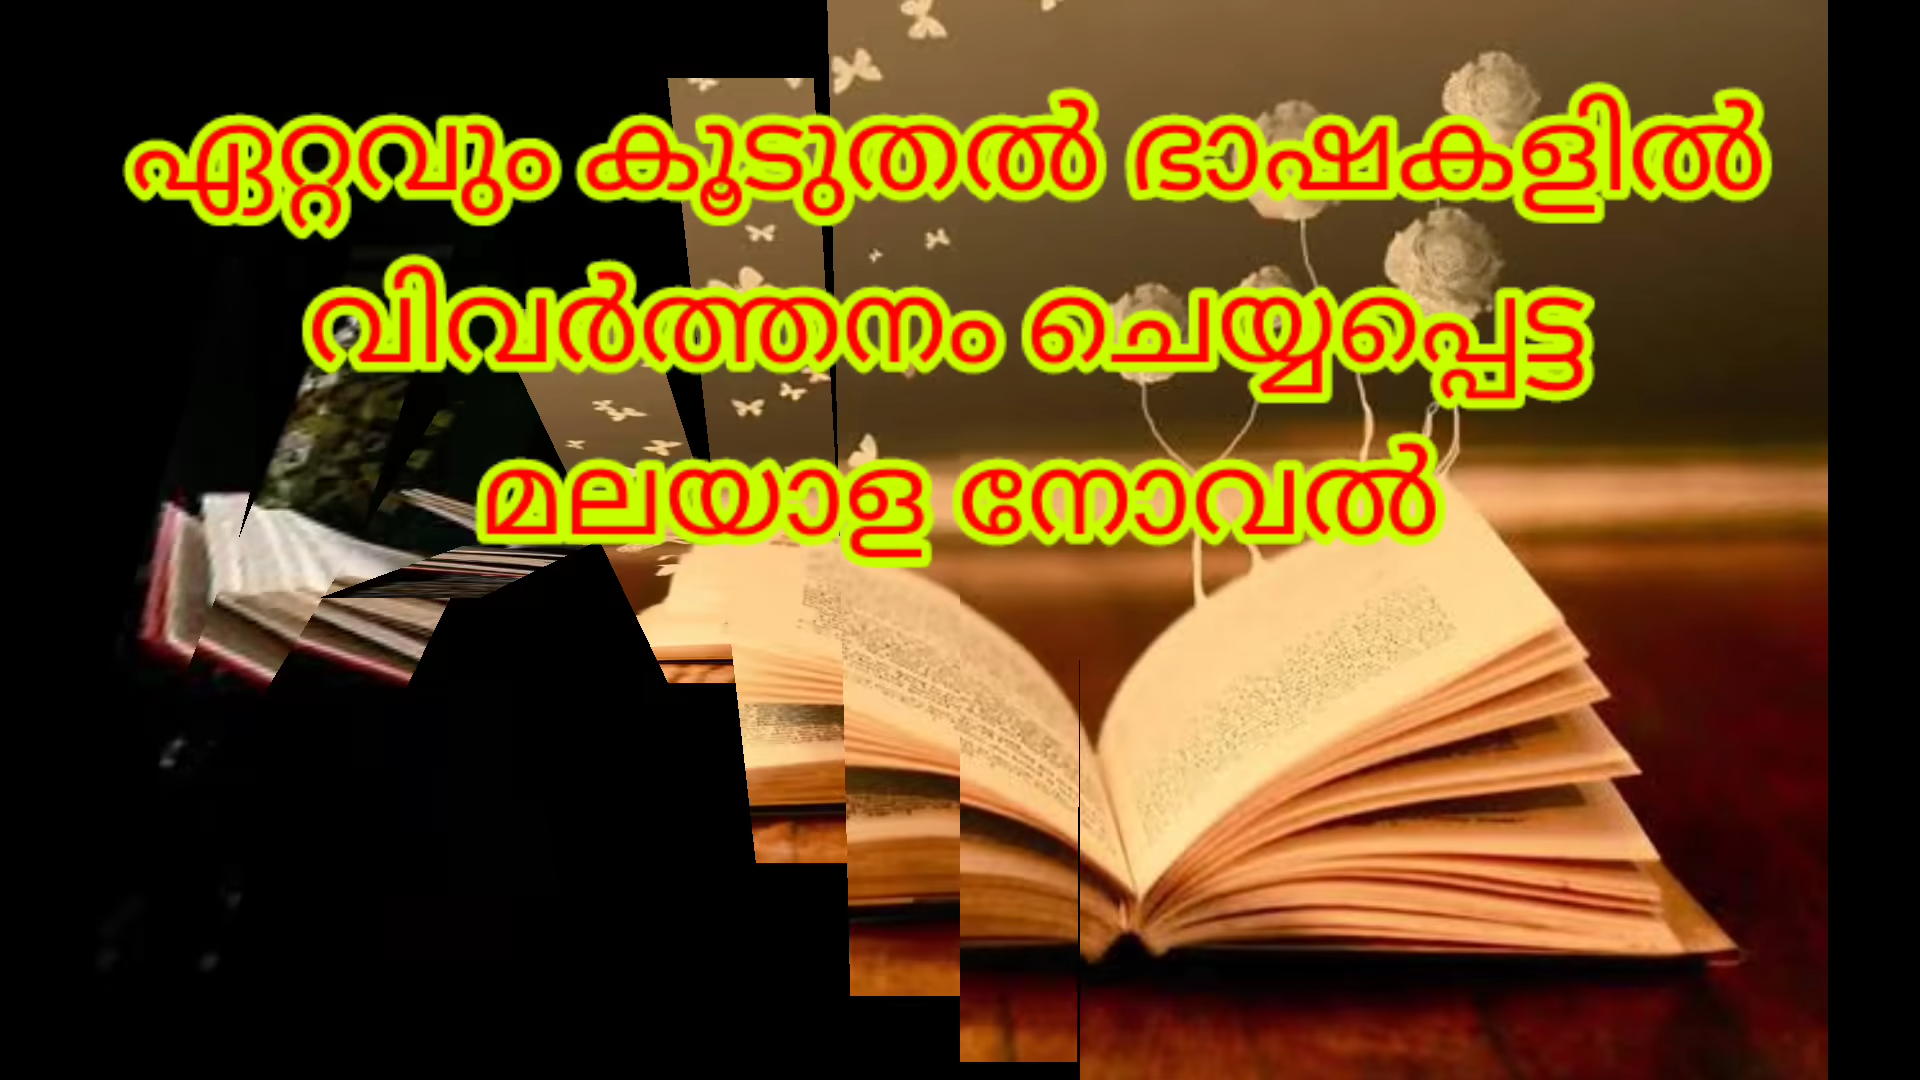 ഏറ്റവും കൂടുതൽ ഭാഷകളിൽ
വിവർത്തനം ചെയ്യപ്പെട്ട
മലയാള നോവൽ